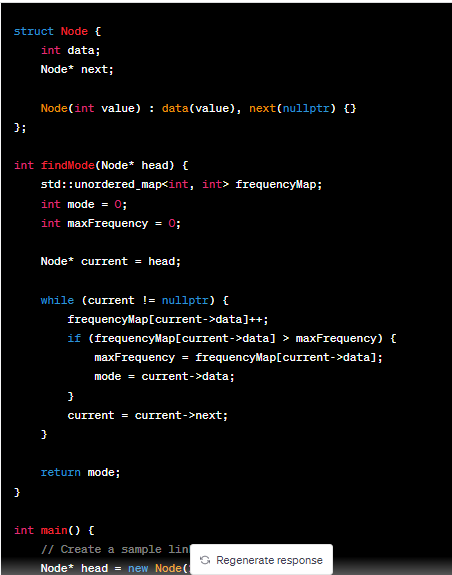 struct Node {
    int data;
    Node* next;

    Node(int value) : data(value), next(nullptr) {}
};

int findMode(Node* head) {
    std::unordered_map<int, int> frequencyMap;
    int mode = 0;
    int maxFrequency = 0;

    Node* current = head;

    while (current != nullptr) {
        frequencyMap[current->data]++;
        if (frequencyMap[current->data] > maxFrequency) {
            maxFrequency = frequencyMap[current->data];
            mode = current->data;
        }
        current = current->next;
    }

    return mode;
}

int main() {
    // Create a sample
    Node* head = new Node(
Regenerate response